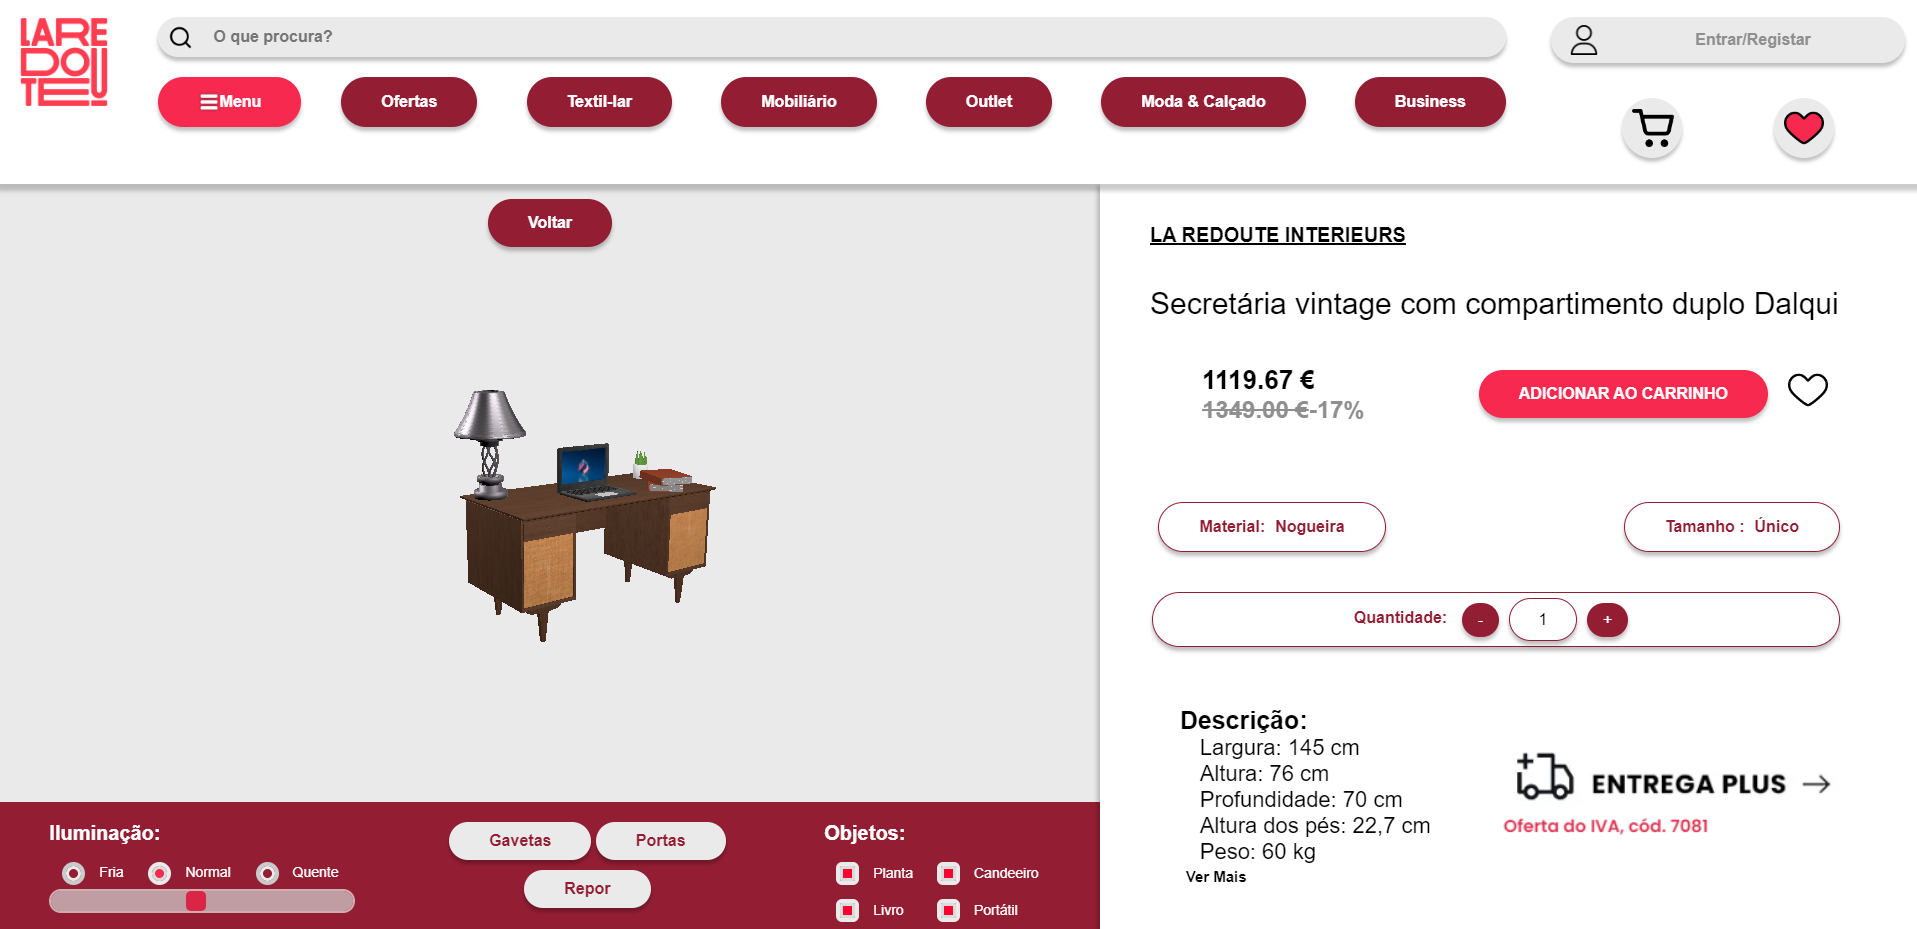 LA REDOUTE
O que procura?
Entrar/Registar
Menu
Ofertas
Textil-lar
Mobiliário
Outlet
Moda & Calçado
Business
Voltar
LA REDOUTE INTERIEURS
Secretária vintage com compartimento duplo Dalqui
1119.67 €
1349.00 €-17%
ADICIONAR AO CARRINHO
Material: Nogueira
Tamanho : Único
Quantidade: - 1 +
Descrição:
Largura: 145 cm
Altura: 76 cm
Profundidade: 70 cm
Altura dos pés: 22,7 cm
Peso: 60 kg
Ver Mais
ENTREGA PLUS
Oferta do IVA, cód. 7081
Iluminação:
Fria Normal Quente
Gavetas
Portas
Repor
Objetos:
Planta Candeeiro
Livro Portátil